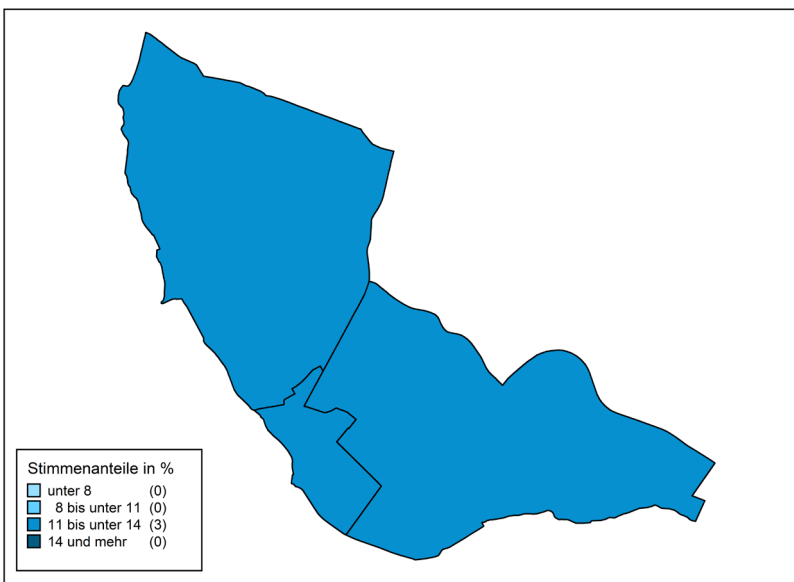 Stimmenanteile in %
unter 8 (0)
8 bis unter 11 (0)
11 bis unter 14 (3)
14 und mehr (0)